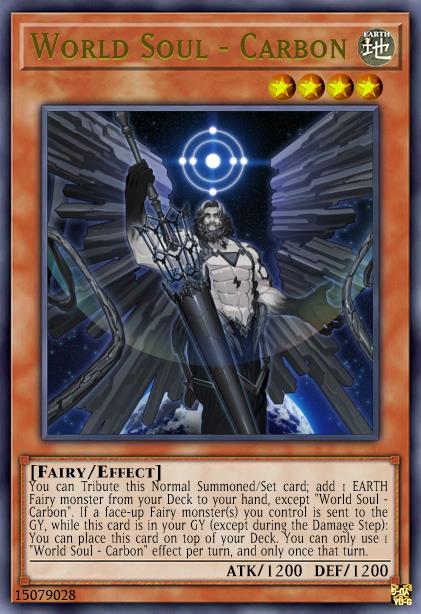 WORLD SOUL - CARBON
EARTH
地
[FAIRY/EFFECT]
You can Tribute this Normal Summoned/Set card; add 1 EARTH
Fairy monster from your Deck to your hand, except "World Soul -
Carbon". If a face-up Fairy monster(s) you control is sent to the
GY, while this card is in your GY (except during the Damage Step):
You can place this card on top of your Deck. You can only use 1
"World Soul - Carbon" effect per turn, and only once that turn.
ATK/1200 DEF/1200
15079028